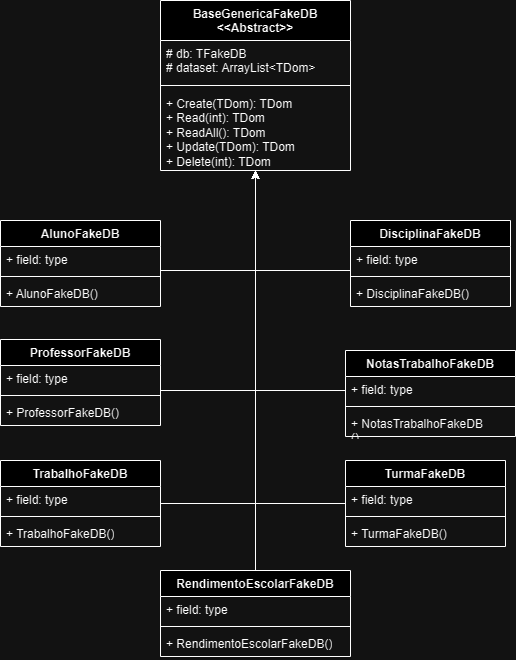 BaseGenericaFakeDB
<<Abstract>>
# db: TFakeDB
# dataset: ArrayList<TDom>
+ Create(TDom): TDom
+ Read(int): TDom
+ ReadAll(): TDom
+ Update(TDom): TDom
+ Delete(int): TDom
AlunoFakeDB
+ field: type
+ AlunoFakeDB()
DisciplinaFakeDB
+ field: type
+ DisciplinaFakeDB()
ProfessorFakeDB
+ field: type
+ ProfessorFakeDB()
NotasTrabalhoFakeDB
+ field: type
+ NotasTrabalhoFakeDB
()
TrabalhoFakeDB
+ field: type
+ TrabalhoFakeDB()
TurmaFakeDB
+ field: type
+ TurmaFakeDB()
RendimentoEscolarFakeDB
+ field: type
+ RendimentoEscolarFakeDB()